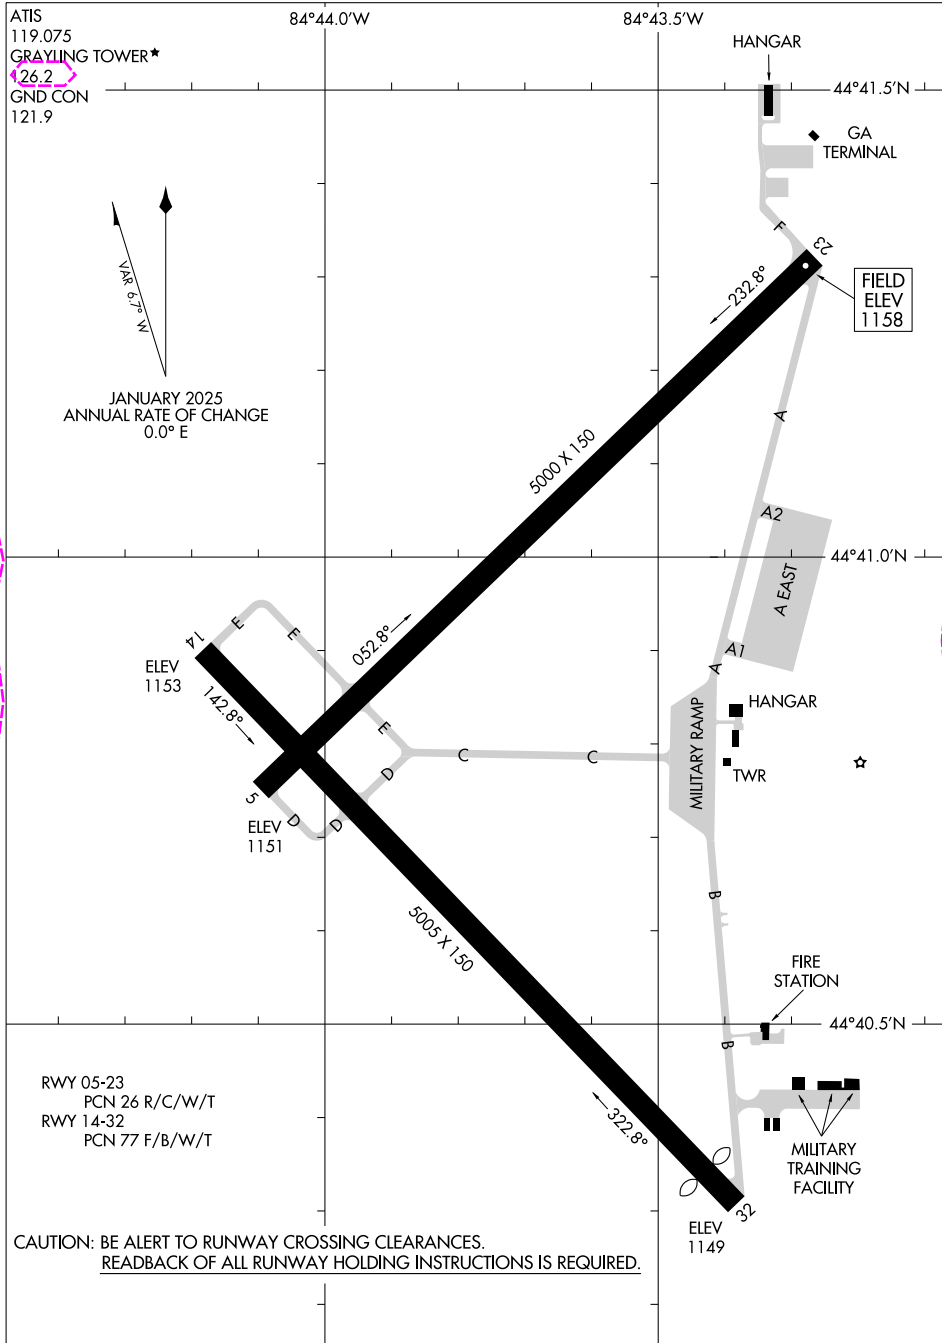 ATIS
119.075
GRAYLING TOWER★
126.2
GND CON
121.9
84°44.0'W
84°43.5'W
HANGAR
44°41.5'N
GA
TERMINAL
F
23
FIELD
ELEV
1158
232.8°
VAR 6.7° W
JANUARY 2025
ANNUAL RATE OF CHANGE
0.0° E
5000 X 150
A
A2
44°41.0'N
A EAST
E
E
14
052.8°
A1
A
ELEV
1153
142.8°
HANGAR
MILITARY RAMP
E
C
C
D
TWR
5
D
D
ELEV
1151
B
5005 X 150
FIRE
STATION
44°40.5'N
B
RWY 05-23
PCN 26 R/C/W/T
RWY 14-32
PCN 77 F/B/W/T
322.8°
MILITARY
TRAINING
FACILITY
32
ELEV
1149
CAUTION: BE ALERT TO RUNWAY CROSSING CLEARANCES.
READBACK OF ALL RUNWAY HOLDING INSTRUCTIONS IS REQUIRED.